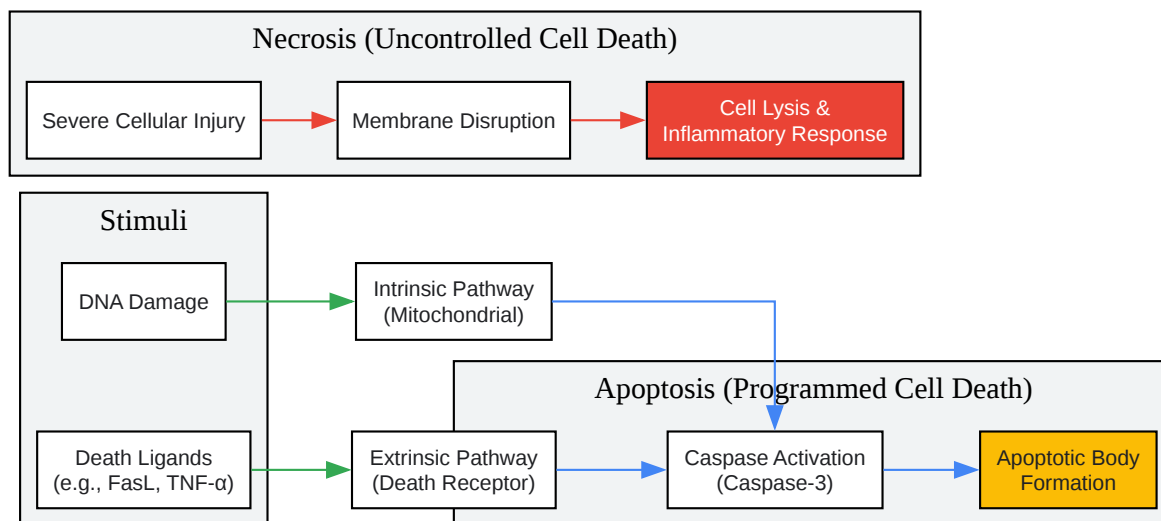 Necrosis (Uncontrolled Cell Death)
Severe Cellular Injury
Membrane Disruption
Cell Lysis &
Inflammatory Response
Stimuli
DNA Damage
Intrinsic Pathway
(Mitochondrial)
Apoptosis (Programmed Cell Death)
Death Ligands
(e.g., FasL, TNF-α)
Extrinsic Pathway
(Death Receptor)
Caspase Activation
(Caspase-3)
Apoptotic Body
Formation